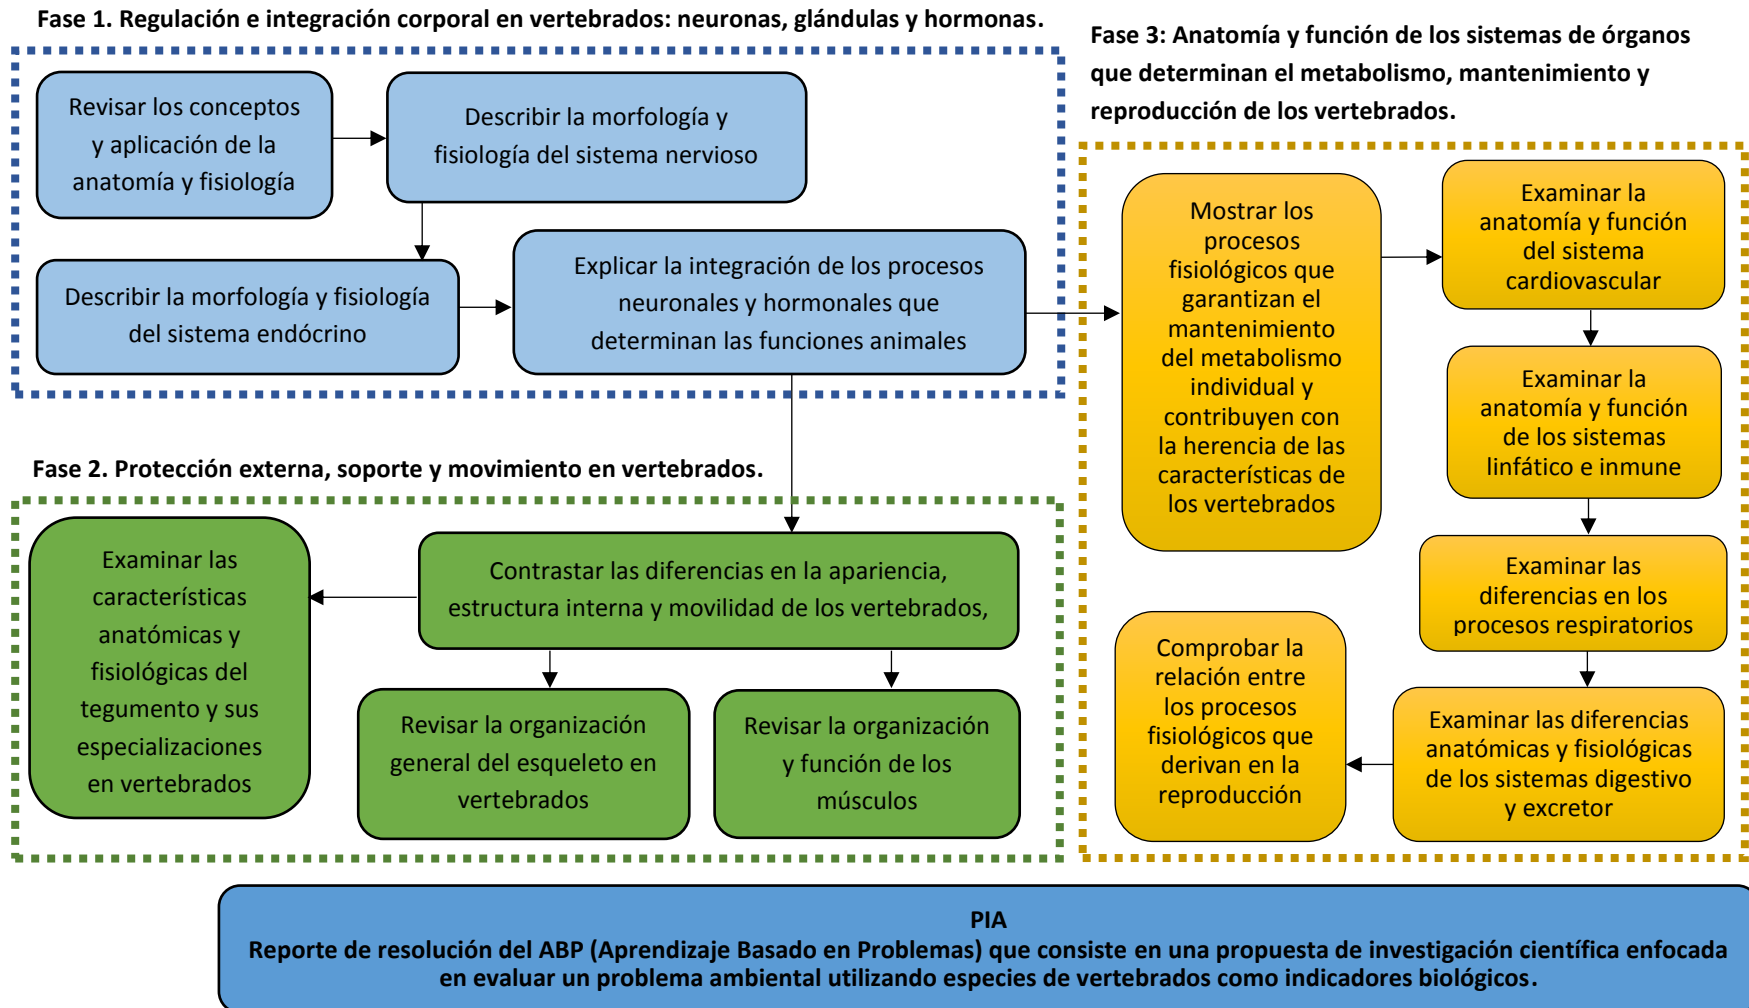 Fase 1. Regulación e integración corporal en vertebrados: neuronas, glándulas y hormonas.
Revisar los conceptos
y aplicación de la
anatomía y fisiología
Describir la morfología y
fisiología del sistema nervioso
Describir la morfología y fisiología
del sistema endócrino
Explicar la integración de los procesos
neuronales y hormonales que
determinan las funciones animales
Fase 2. Protección externa, soporte y movimiento en vertebrados.
Examinar las
características
anatómicas y
fisiológicas del
tegumento y sus
especializaciones
en vertebrados
Contrastar las diferencias en la apariencia,
estructura interna y movilidad de los vertebrados,
Revisar la organización
general del esqueleto en
vertebrados
Revisar la organización
y función de los
músculos
Fase 3: Anatomía y función de los sistemas de órganos
que determinan el metabolismo, mantenimiento y
reproducción de los vertebrados.
Mostrar los
procesos
fisiológicos que
garantizan el
mantenimiento
del metabolismo
individual y
contribuyen con
la herencia de las
características de
los vertebrados
Examinar la
anatomía y función
del sistema
cardiovascular
Examinar la
anatomía y función
de los sistemas
linfático e inmune
Examinar las
diferencias en los
procesos respiratorios
Examinar las diferencias
anatómicas y fisiológicas
de los sistemas digestivo
y excretor
Comprobar la
relación entre
los procesos
fisiológicos que
derivan en la
reproducción
PIA
Reporte de resolución del ABP (Aprendizaje Basado en Problemas) que consiste en una propuesta de investigación científica enfocada
en evaluar un problema ambiental utilizando especies de vertebrados como indicadores biológicos.